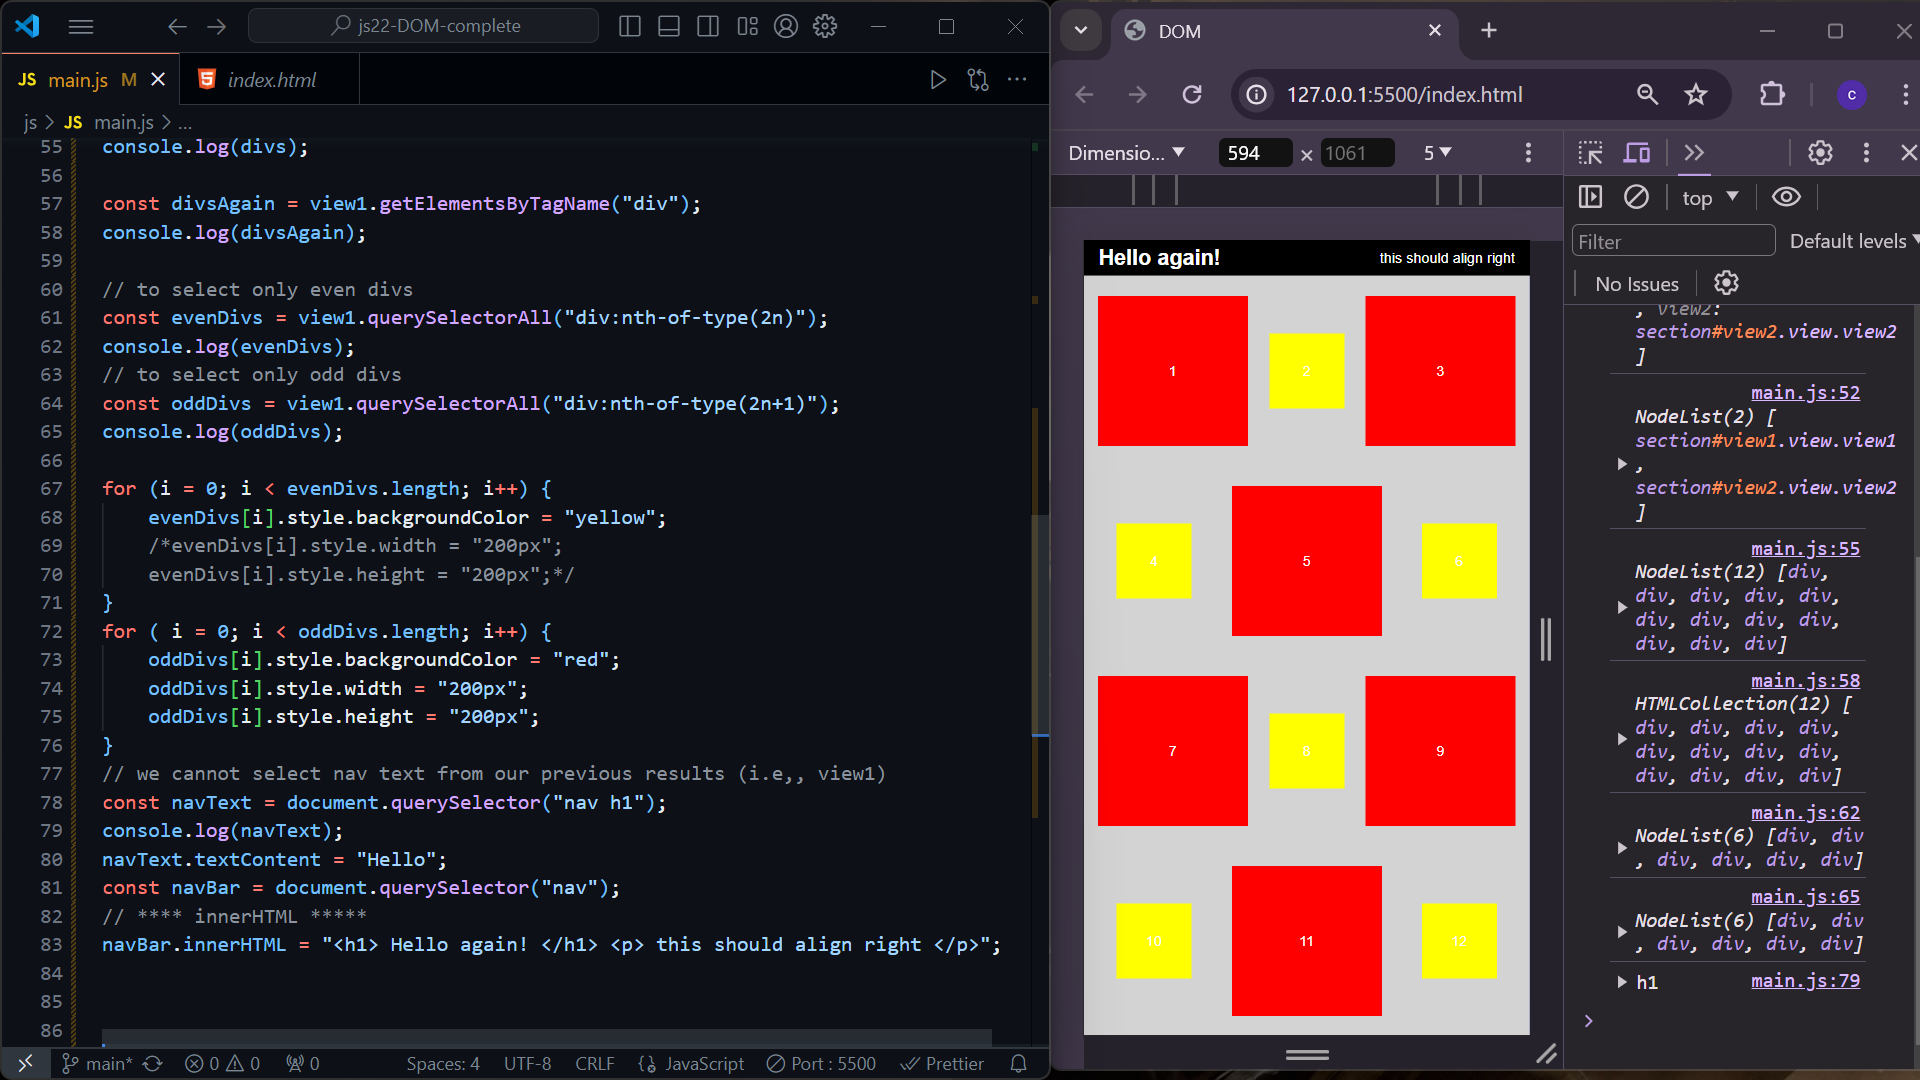 js22-DOM-complete
JS main.js M
index.html
js > JS main.js > ...
55 console.log(divs);
56
57 const divsAgain = view1.getElementsByTagName("div");
58 console.log(divsAgain);
59
60 // to select only even divs
61 const evenDivs = view1.querySelectorAll("div:nth-of-type(2n)");
62 console.log(evenDivs);
63 // to select only odd divs
64 const oddDivs = view1.querySelectorAll("div:nth-of-type(2n+1)");
65 console.log(oddDivs);
66
67 for (i = 0; i < evenDivs.length; i++) {
68 evenDivs[i].style.backgroundColor = "yellow";
69 /*evenDivs[i].style.width = "200px";
70 evenDivs[i].style.height = "200px";*/
71 }
72 for ( i = 0; i < oddDivs.length; i++) {
73 oddDivs[i].style.backgroundColor = "red";
74 oddDivs[i].style.width = "200px";
75 oddDivs[i].style.height = "200px";
76 }
77 // we cannot select nav text from our previous results (i.e,, view1)
78 const navText = document.querySelector("nav h1");
79 console.log(navText);
80 navText.textContent = "Hello";
81 const navBar = document.querySelector("nav");
82 // **** innerHTML *****
83 navBar.innerHTML = "<h1> Hello again! </h1> <p> this should align right </p>";
84
85
86
main* 0 0 0 Spaces: 4 UTF-8 CRLF JavaScript Port : 5500 Prettier
DOM
127.0.0.1:5500/index.html
c
Dimensio... 594 × 1061 5
Hello again! this should align right
1 2 3
4 5 6
7 8 9
10 11 12
top
Filter Default levels
No Issues
, view2:
section#view2.view.view2
]
main.js:52
NodeList(2) [
section#view1.view.view1
,
section#view2.view.view2
]
main.js:55
NodeList(12) [div,
div, div, div, div,
div, div, div, div,
div, div, div]
main.js:58
HTMLCollection(12) [
div, div, div, div,
div, div, div, div,
div, div, div, div]
main.js:62
NodeList(6) [div, div
, div, div, div, div]
main.js:65
NodeList(6) [div, div
, div, div, div, div]
h1 main.js:79